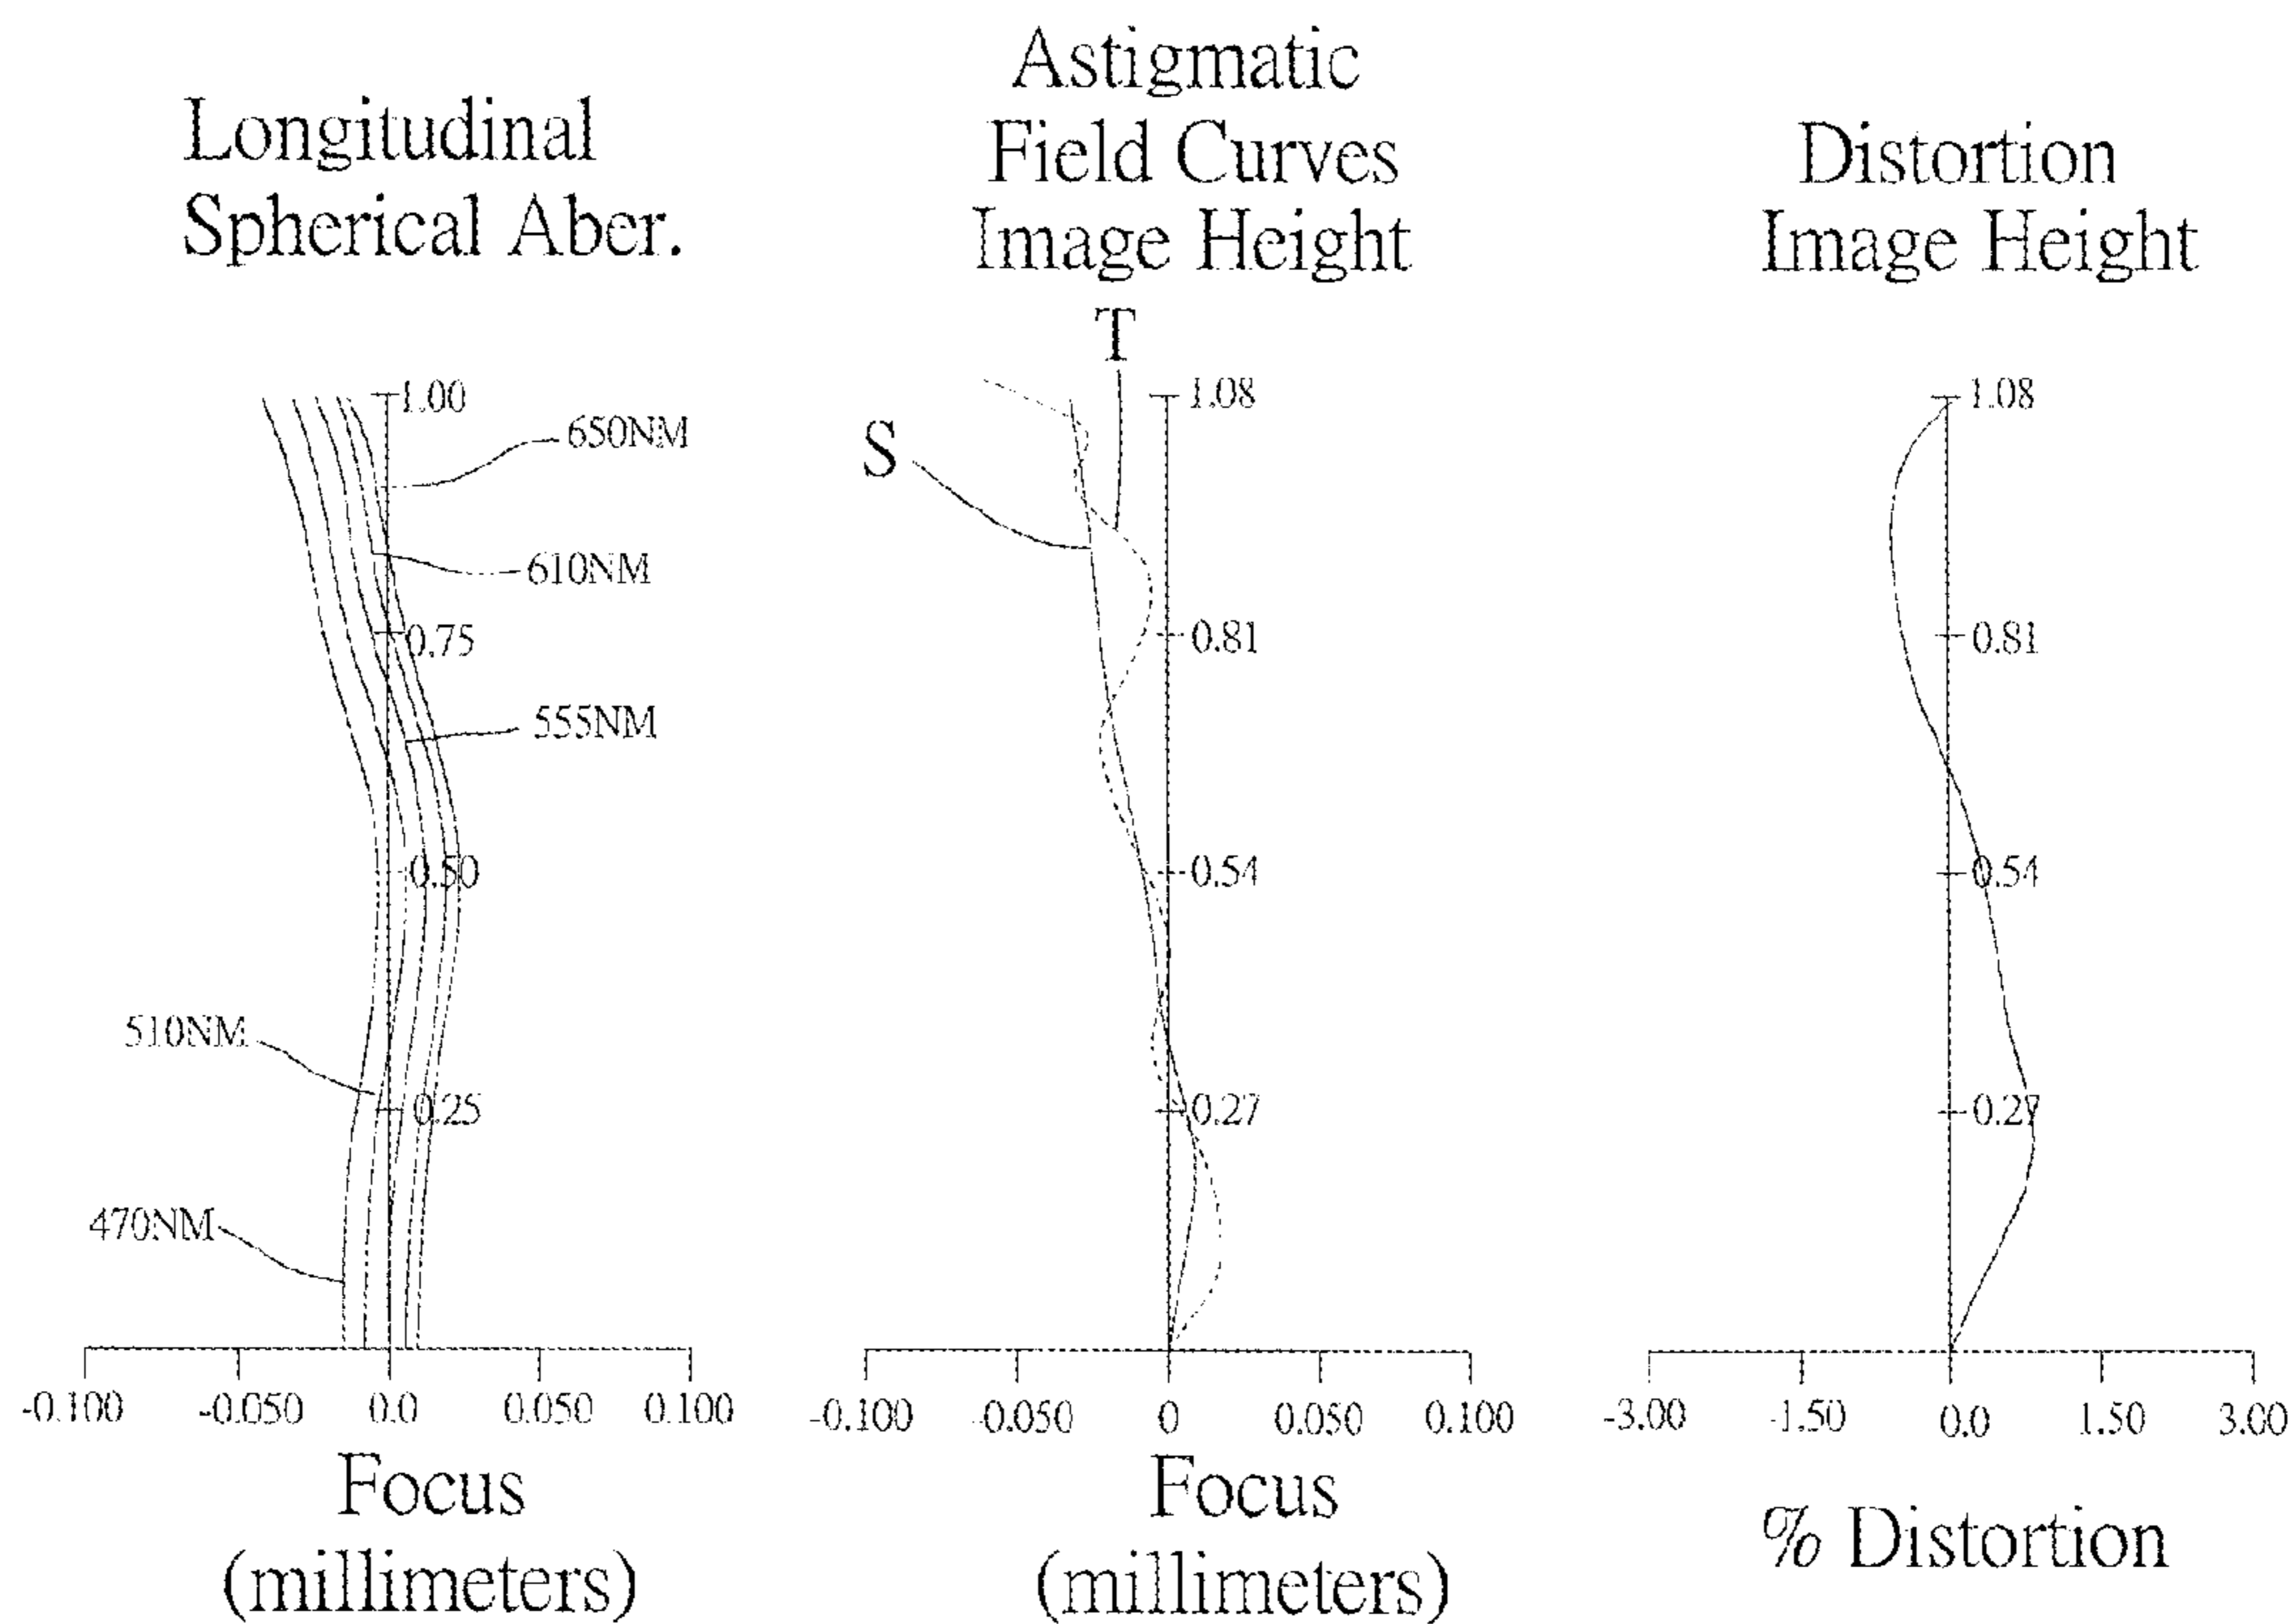 Longitudinal
Spherical Aber.
1.00
650NM
610NM
0.75
555NM
0.50
510NM
0.25
470NM
-0.100 -0.050 0.0 0.050 0.100
Focus
(millimeters)
Astigmatic
Field Curves
Image Height
T
1.08
S
0.81
0.54
0.27
-0.100 -0.050 0 0.050 0.100
Focus
(millimeters)
Distortion
Image Height
1.08
0.81
0.54
0.27
-3.00 -1.50 0.0 1.50 3.00
% Distortion